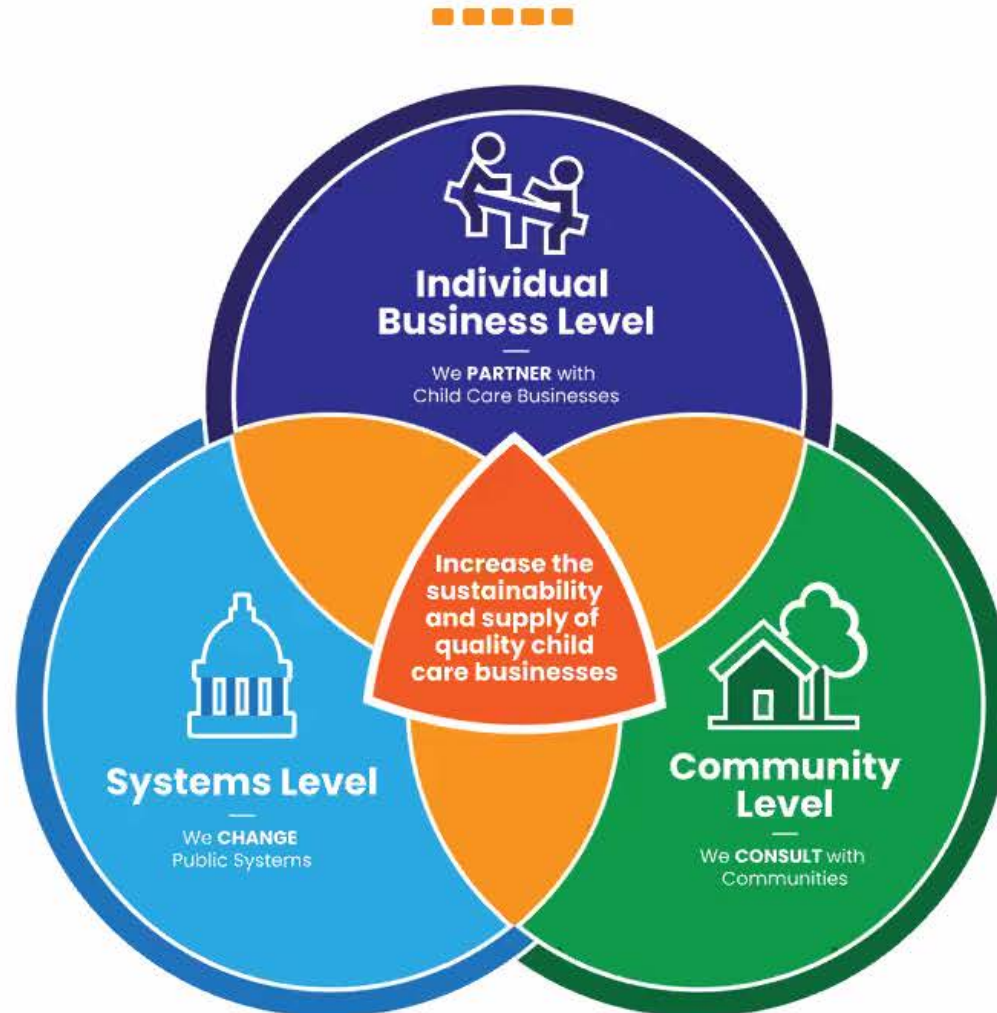 Individual
Business Level
We PARTNER with
Child Care Businesses
Increase the
sustainability
and supply of
quality child
care businesses
Systems Level
We CHANGE
Public Systems
Community
Level
We CONSULT with
Communities